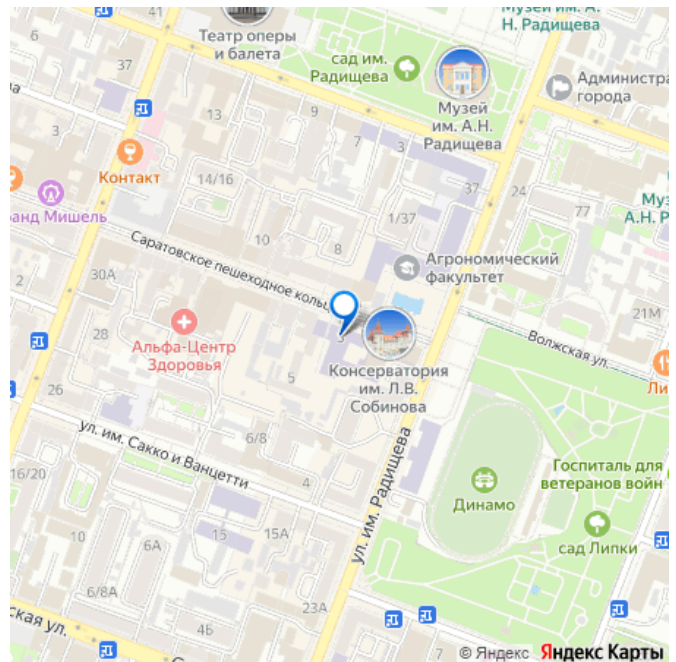 41
6
37
Театр оперы
и балета
сад им.
Радищева
Музей им. А.
Н. Радищева
Музей
им. А.Н.
Радищева
Администра
города
3
13
9
7
3
37
24
77
Контакт
14/16
1/37
Му
А.Н. Р
анд Мишель
Саратовское пешеходное кольц
10
8
Агрономический
факультет
2
30А
28
Альфа-Центр
Здоровья
3
5
Консерватория
им. Л.В.
Собинова
Волжская ул.
21М
Ли
26
6/8
ул. им. Сакко и Ванцетти
16/20
4
ул. им. Радищева
Динамо
Госпиталь для
ветеранов войн
сад Липки
10
6А
15
15А
6/8А
4Б
23А
ская ул.
© Яндекс Яндекс Карты